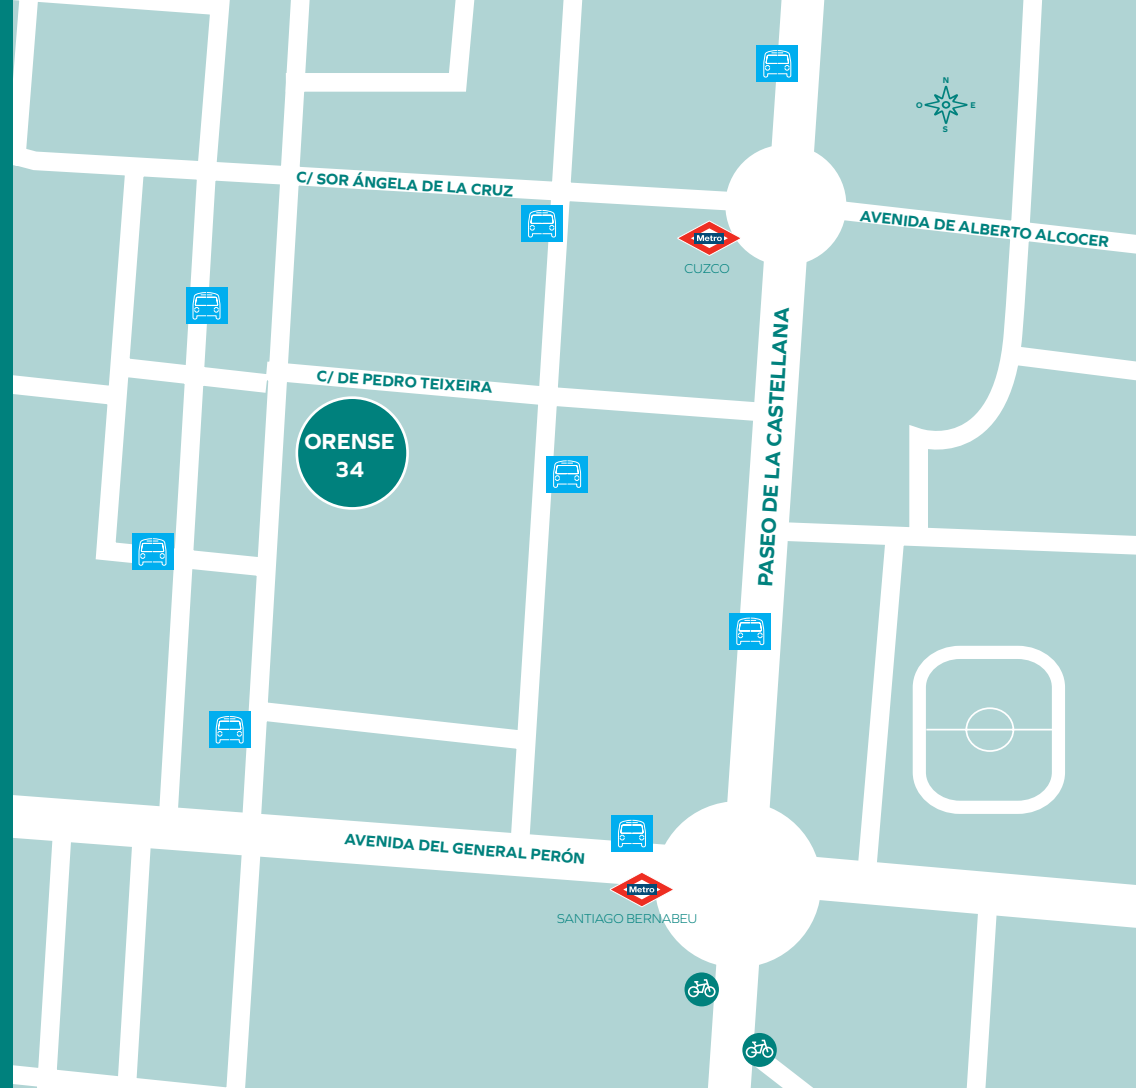 N
O E
S
C/ SOR ÁNGELA DE LA CRUZ
AVENIDA DE ALBERTO ALCOCER
Metro
CUZCO
PASEO DE LA CASTELLANA
C/ DE PEDRO TEIXEIRA
ORENSE
34
AVENIDA DEL GENERAL PERÓN
Metro
SANTIAGO BERNABEU